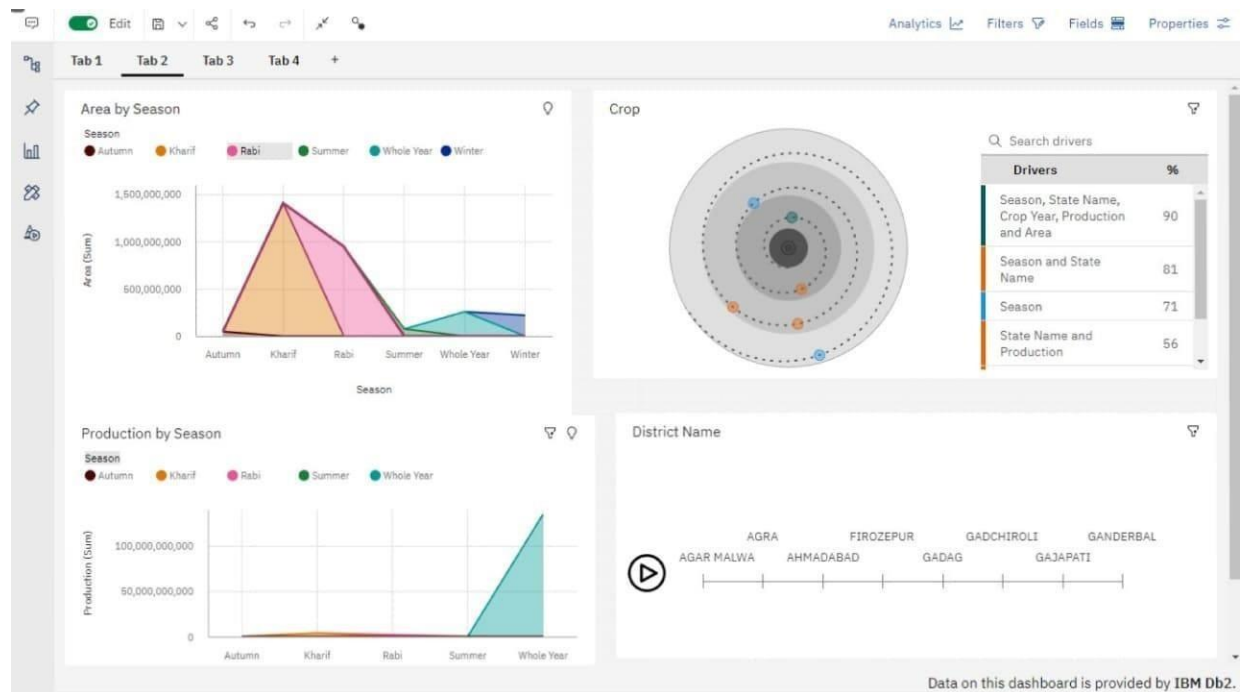 Edit
Analytics
Filters
Fields
Properties
Tab 1
Tab 2
Tab 3
Tab 4
+
Area by Season
Season
Autumn Kharif Rabi Summer Whole Year Winter
Area (Sum)
1,500,000,000
1,000,000,000
500,000,000
0
Autumn Kharif Rabi Summer Whole Year Winter
Season
Crop
Search drivers
Drivers %
Season, State Name,
Crop Year, Production 90
and Area
Season and State 81
Name
Season 71
State Name and 56
Production
Production by Season
Season
Autumn Kharif Rabi Summer Whole Year
Production (Sum)
100,000,000,000
50,000,000,000
0
Autumn Kharif Rabi Summer Whole Year
District Name
AGRA FIROZEPUR GADCHIROLI GANDERBAL
AGAR MALWA AHMADABAD GADAG GAJAPATI
Data on this dashboard is provided by IBM Db2.